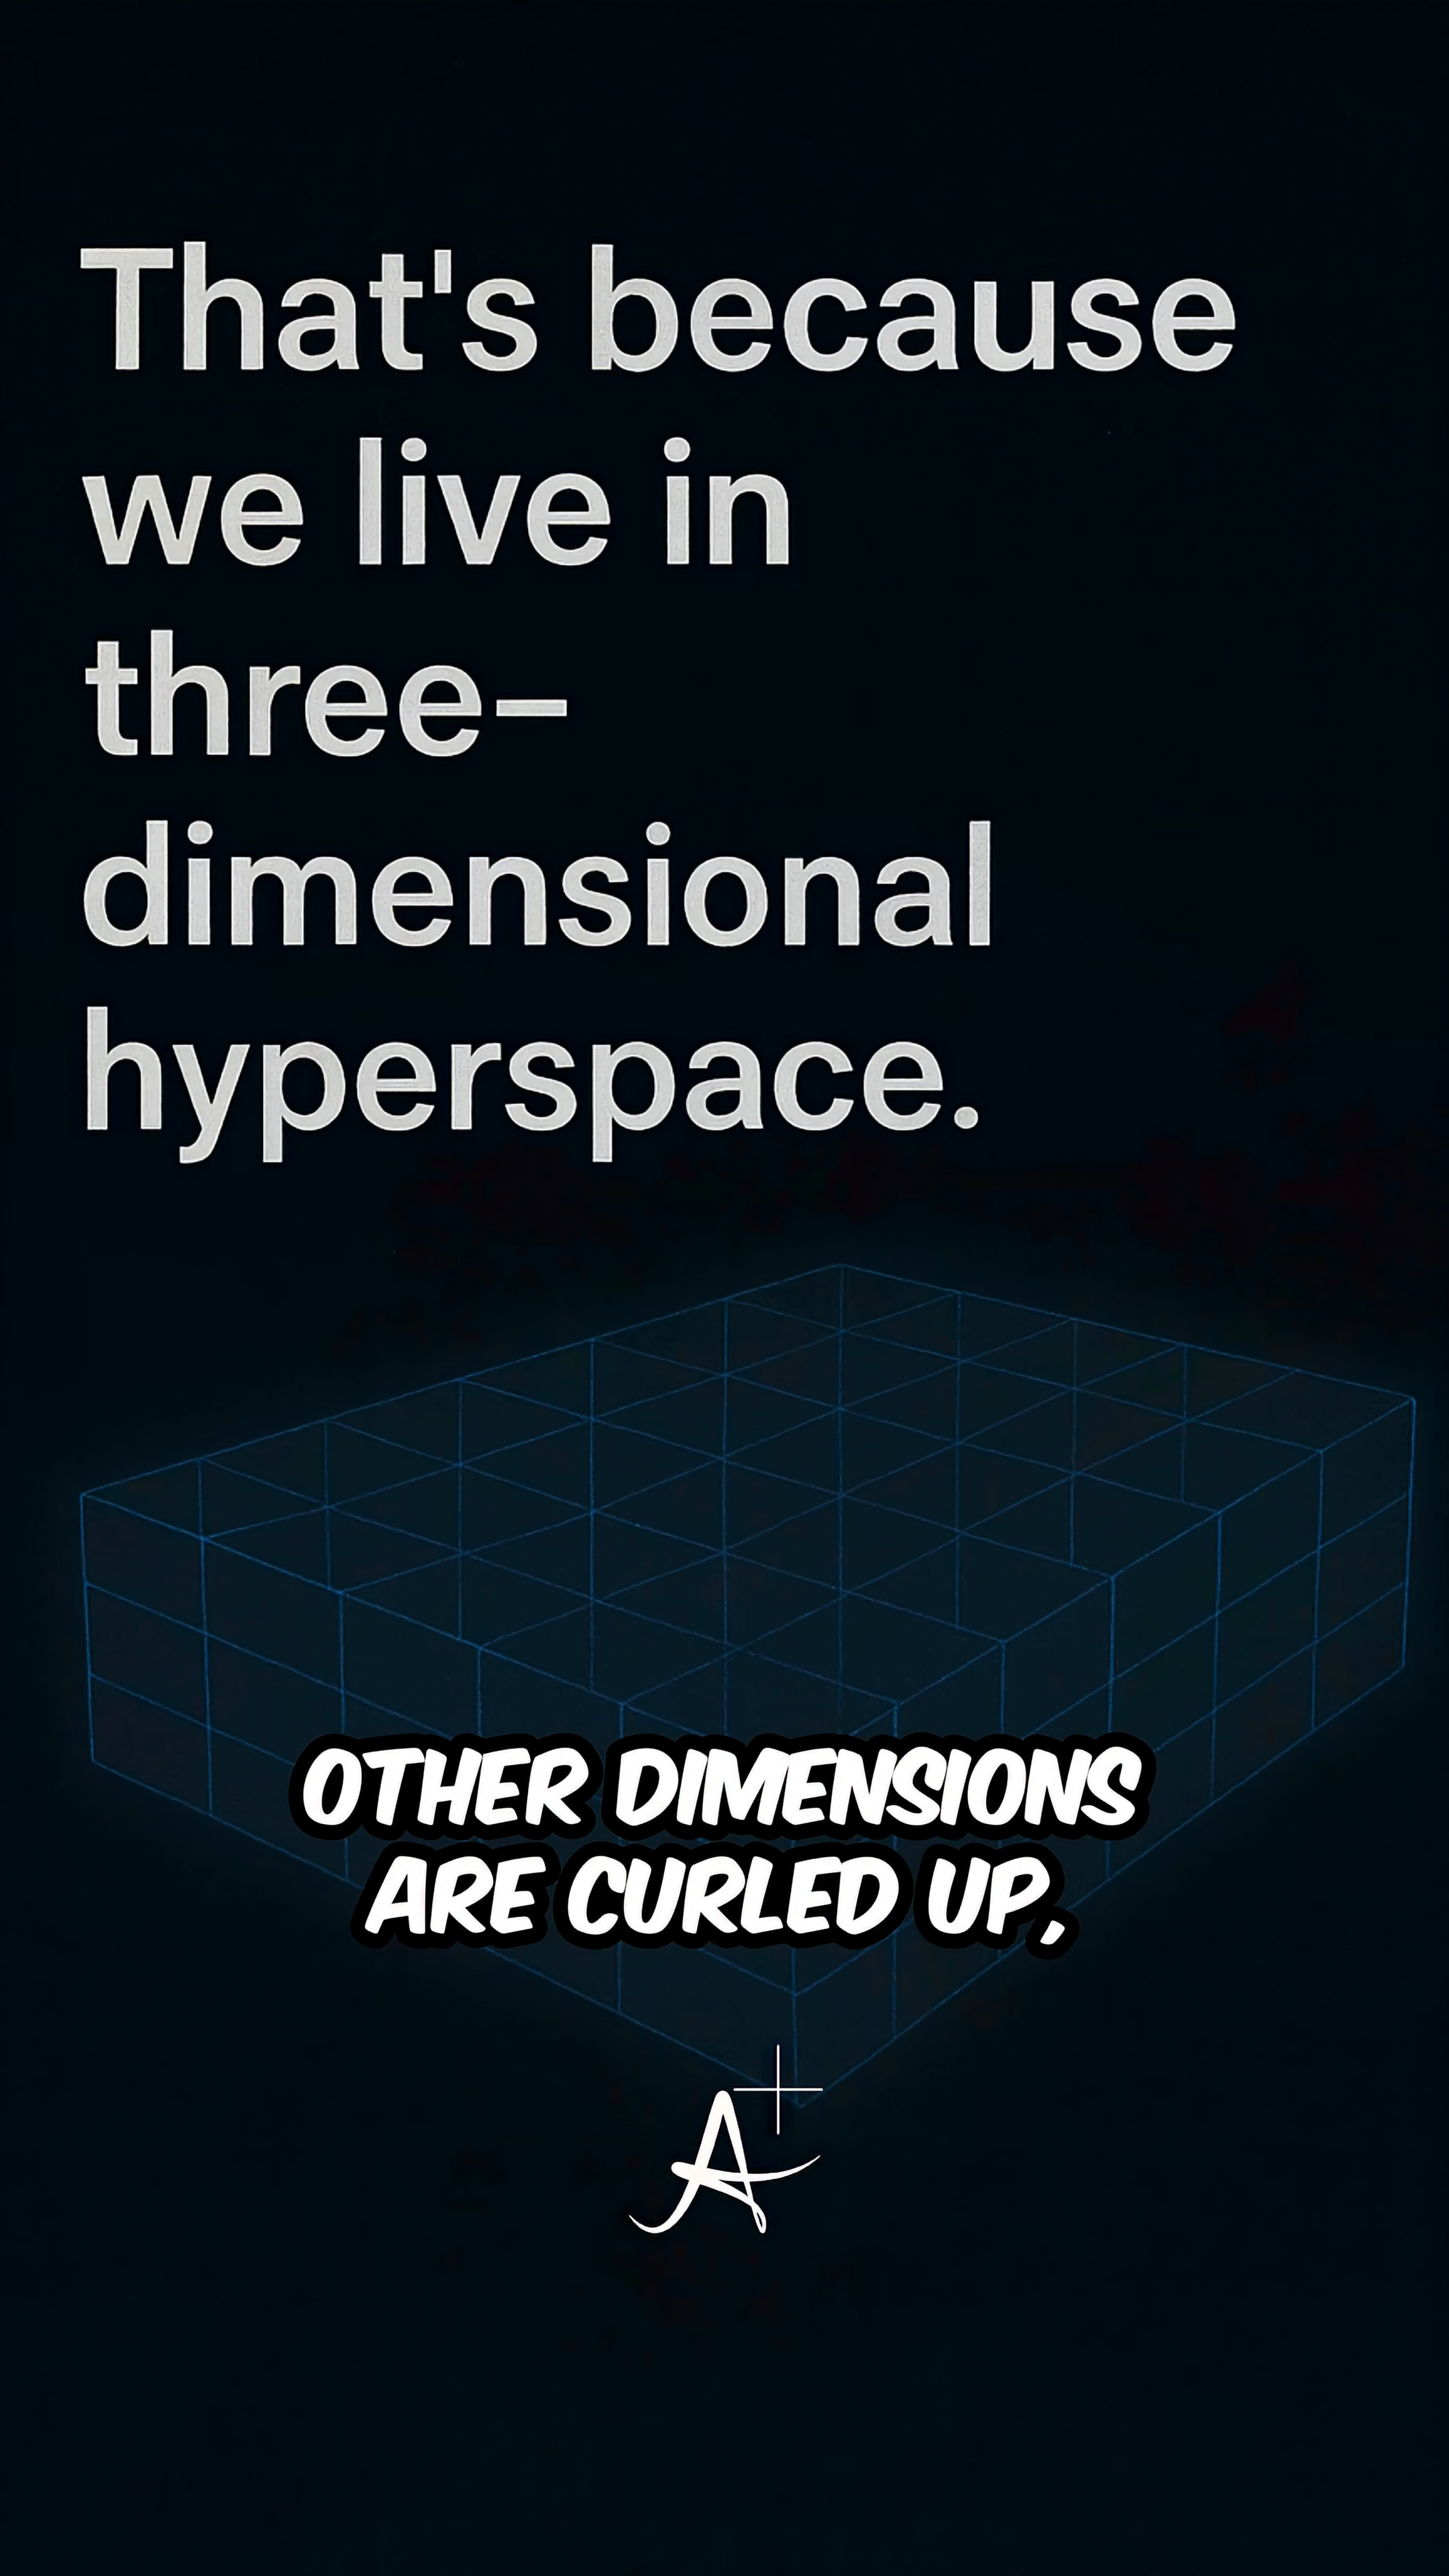 That's because
we live in
three-
dimensional
hyperspace.
OTHER DIMENSIONS
ARE CURLED UP,
A+